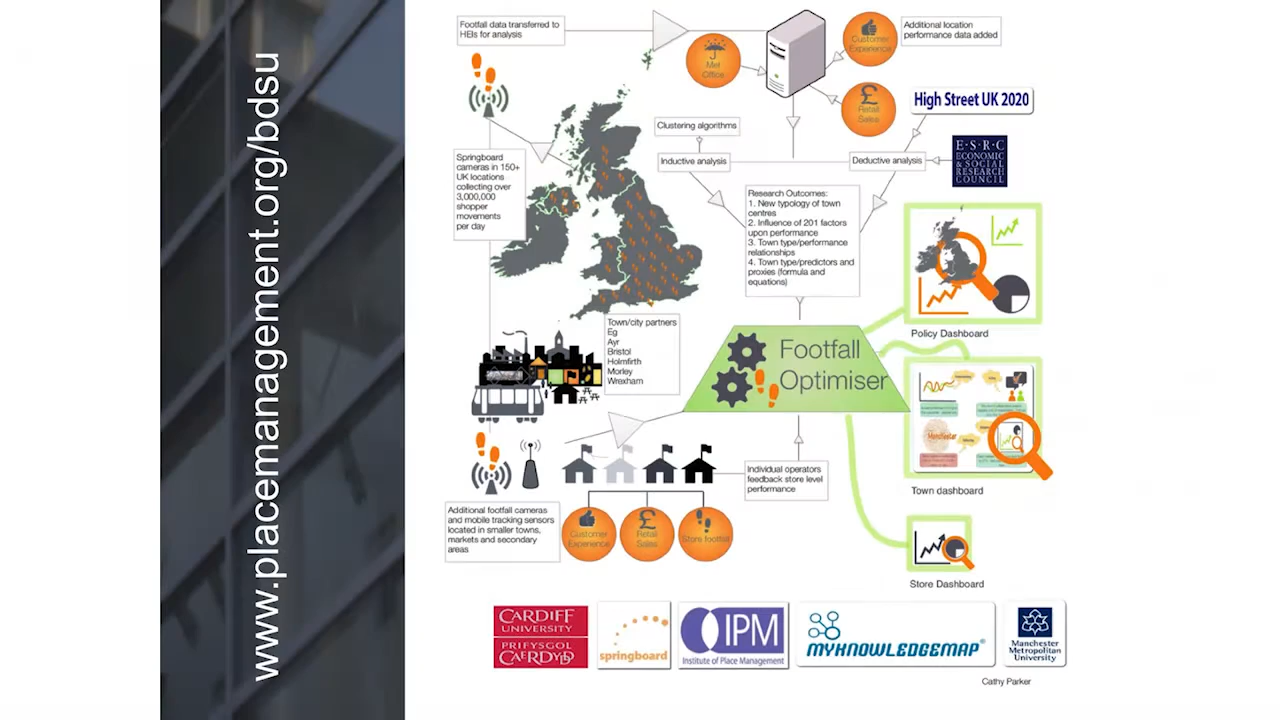 www.placemanagement.org/bdsu
Footfall data transferred to
HEIs for analysis
Met
Office
Customer
Experience
Additional location
performance data added
Retail
Sales
High Street UK 2020
Clustering algorithms
Inductive analysis
Deductive analysis
E·S·R·C
ECONOMIC
& SOCIAL
RESEARCH
COUNCIL
Springboard
cameras in 150+
UK locations
collecting over
3,000,000
shopper
movements
per day
Research Outcomes:
1. New typology of town
centres
2. Influence of 201 factors
upon performance
3. Town type/performance
relationships
4. Town type/predictors and
proxies (formula and
equations)
Policy Dashboard
Town/city partners
Eg
Ayr
Bristol
Holmfirth
Morley
Wrexham
Footfall
Optimiser
Manchester
Town dashboard
Individual operators
feedback store level
performance
Additional footfall cameras
and mobile tracking sensors
located in smaller towns,
markets and secondary
areas
Customer
Experience
Retail
Sales
Store footfall
Store Dashboard
CARDIFF
UNIVERSITY
PRIFYSGOL
CAERDYDD
springboard
IPM
Institute of Place Management
MYKNOWLEDGEMAP®
Manchester
Metropolitan
University
Cathy Parker